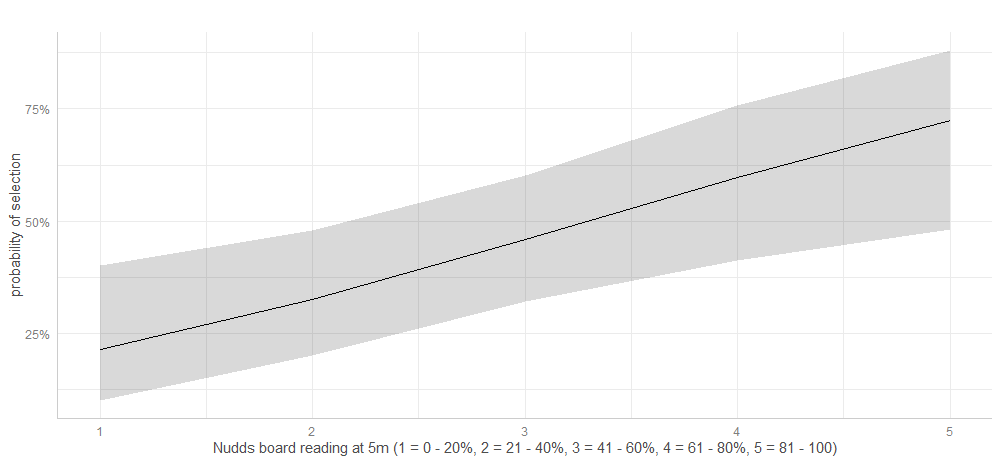 75%
50%
25%
probability of selection
1 2 3 4 5
Nudds board reading at 5m (1 = 0 - 20%, 2 = 21 - 40%, 3 = 41 - 60%, 4 = 61 - 80%, 5 = 81 - 100)